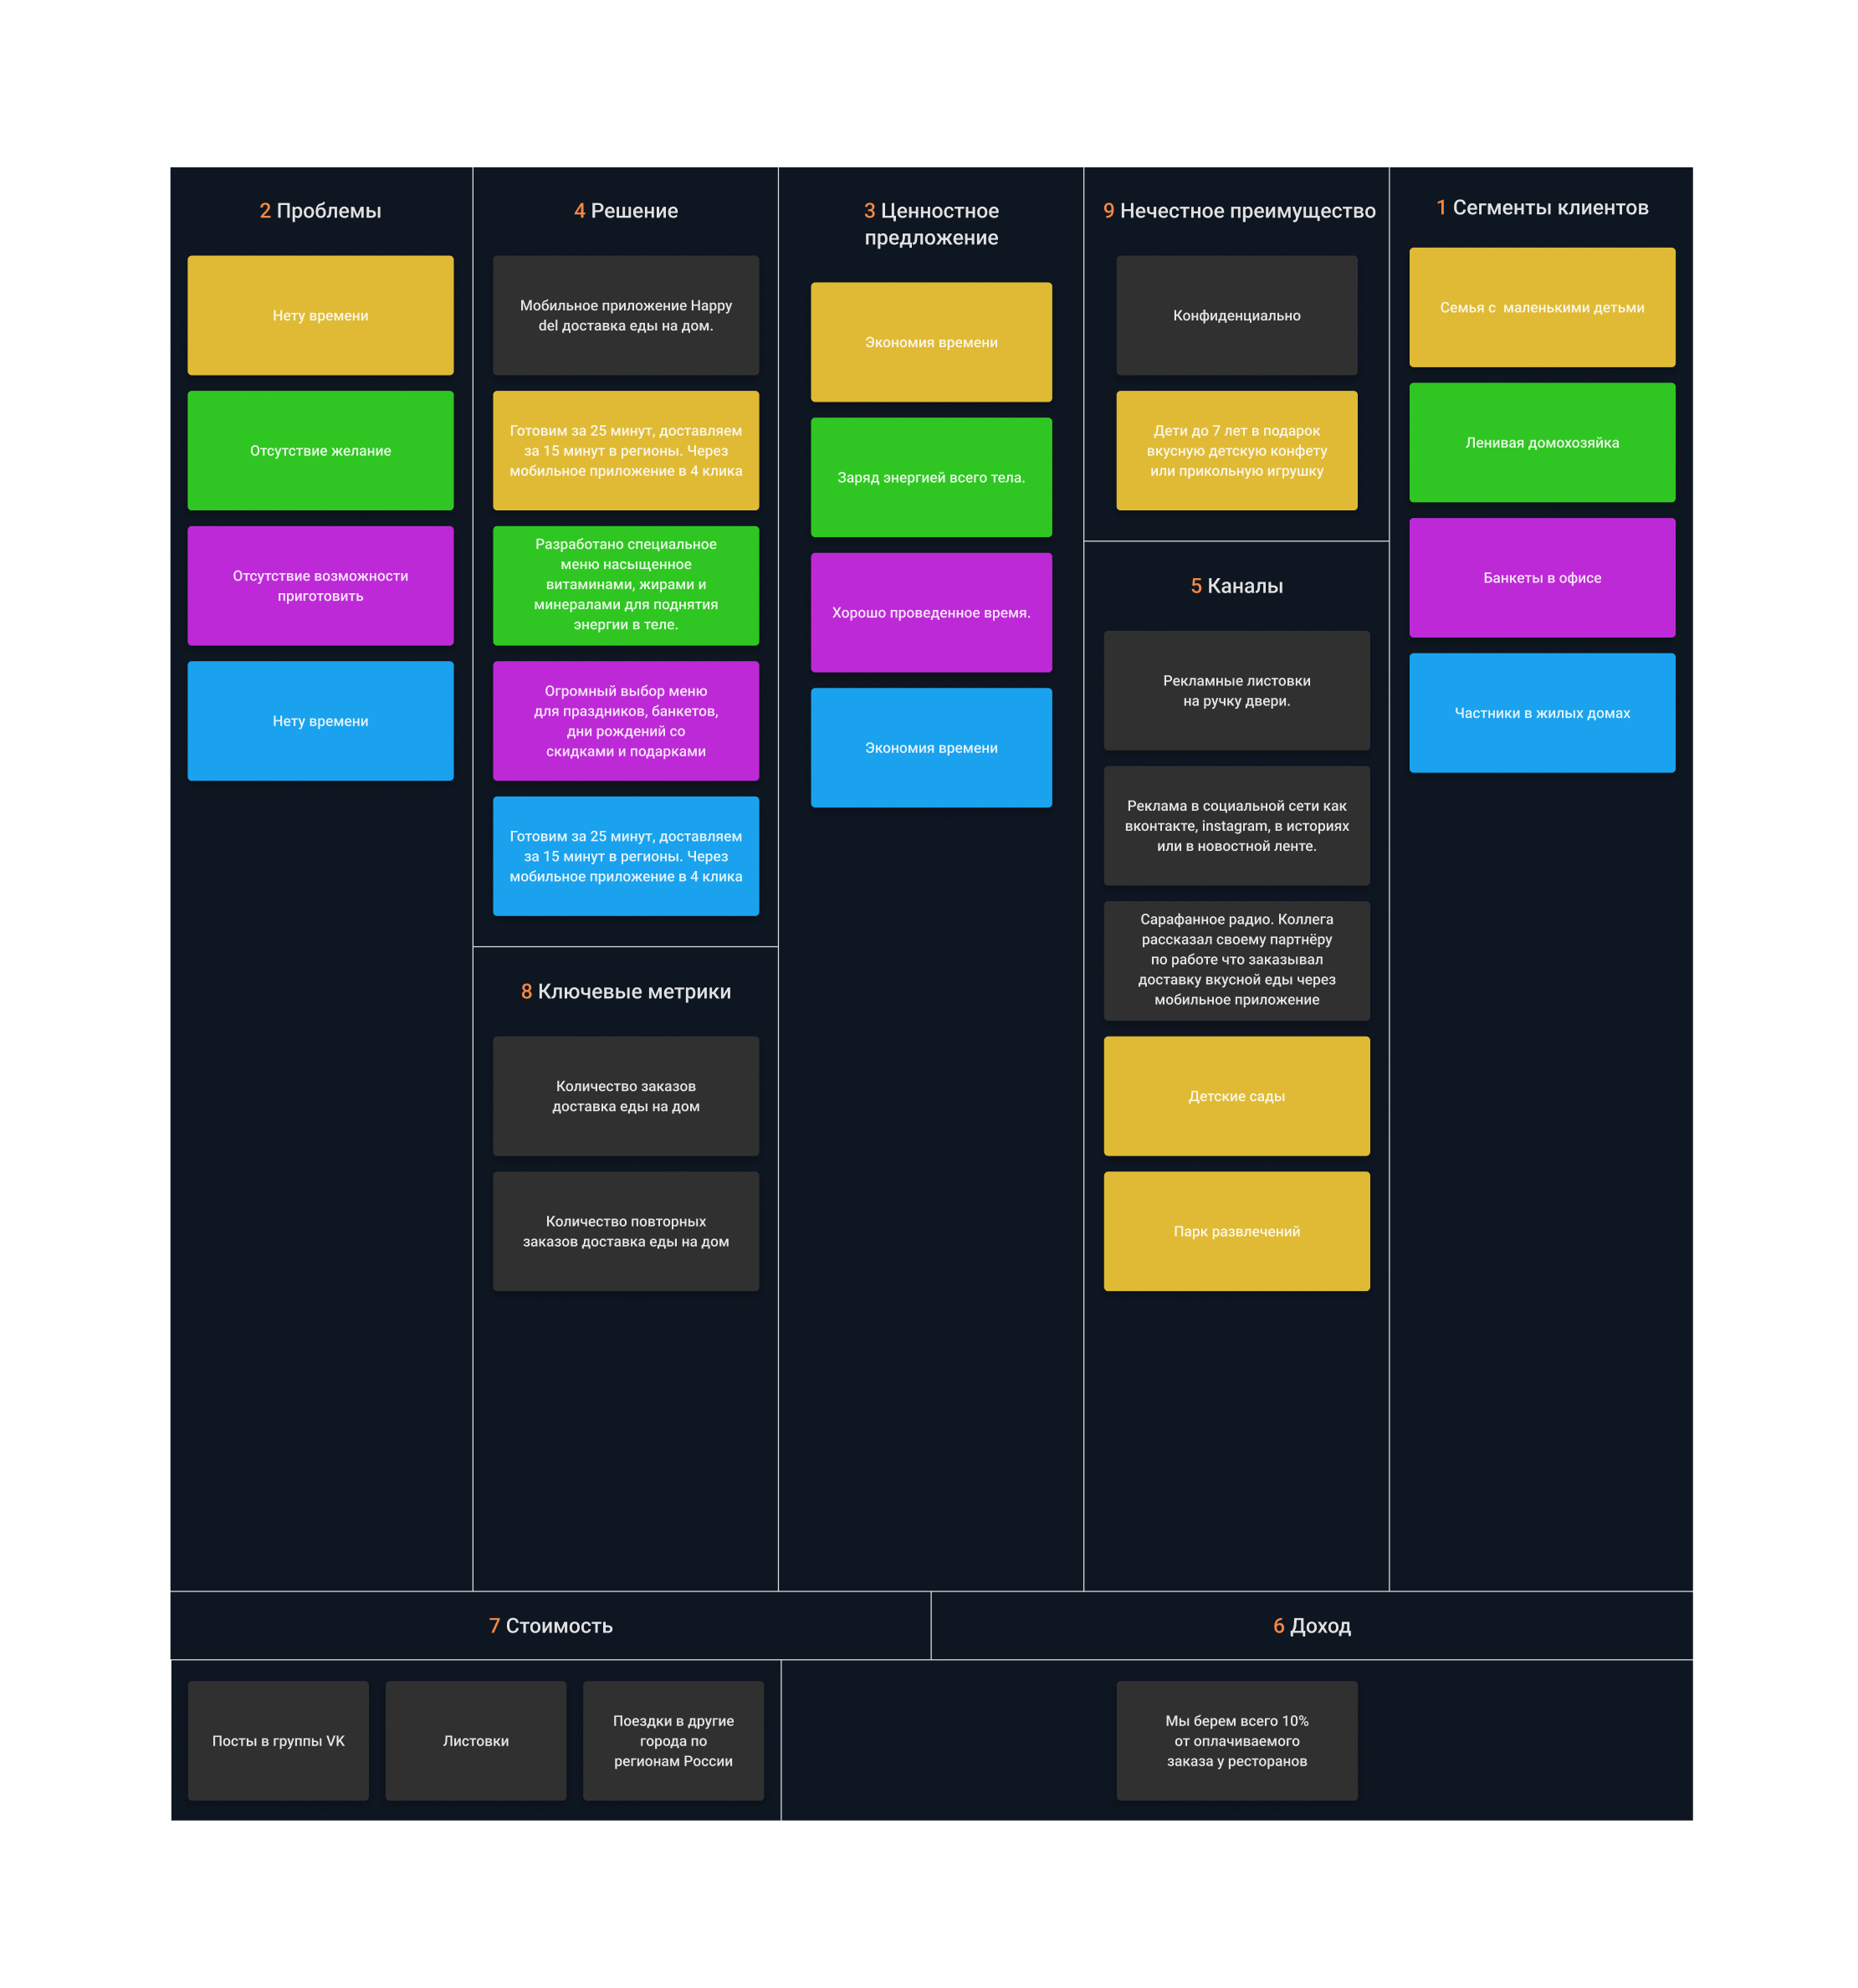 2 Проблемы
Нету времени
Отсутствие желание
Отсутствие возможности
приготовить
Нету времени
4 Решение
Мобильное приложение Happy
del доставка еды на дом.
Готовим за 25 минут, доставляем
за 15 минут в регионы. Через
мобильное приложение в 4 клика
Разработано специальное
меню насыщенное
витаминами, жирами и
минералами для поднятия
энергии в теле.
Огромный выбор меню
для праздников, банкетов,
дни рождений со
скидками и подарками
Готовим за 25 минут, доставляем
за 15 минут в регионы. Через
мобильное приложение в 4 клика
8 Ключевые метрики
Количество заказов
доставка еды на дом
Количество повторных
заказов доставка еды на дом
3 Ценностное
предложение
Экономия времени
Заряд энергией всего тела.
Хорошо проведенное время.
Экономия времени
9 Нечестное преимущество
Конфиденциально
Дети до 7 лет в подарок
вкусную детскую конфету
или прикольную игрушку
5 Каналы
Рекламные листовки
на ручку двери.
Реклама в социальной сети как
вконтакте, instagram, в историях
или в новостной ленте.
Сарафанное радио. Коллега
рассказал своему партнёру
по работе что заказывал
доставку вкусной еды через
мобильное приложение
Детские сады
Парк развлечений
1 Сегменты клиентов
Семья с  маленькими детьми
Ленивая домохозяйка
Банкеты в офисе
Частники в жилых домах
7 Стоимость
Посты в группы VK
Листовки
Поездки в другие
города по
регионам России
6 Доход
Мы берем всего 10%
от оплачиваемого
заказа у ресторанов